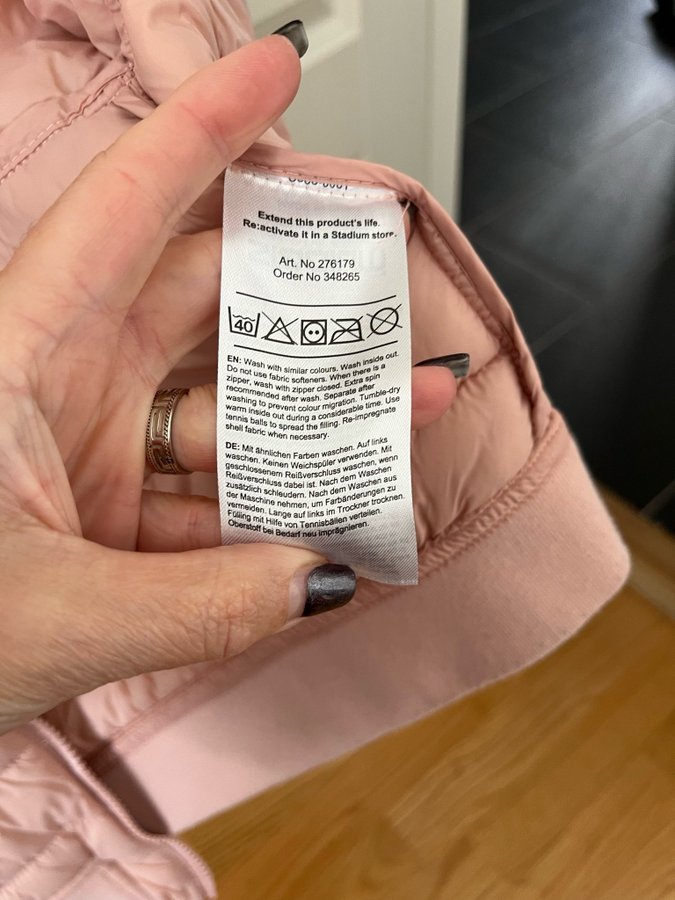 Extend this product's life.
Re:activate it in a Stadium store.
Art. No 276179
Order No 348265
40
EN: Wash with similar colours. Wash inside out.
Do not use fabric softeners. When there is a
zipper, wash with zipper closed. Extra spin
recommended after wash. Separate after
washing to prevent colour migration. Tumble-dry
warm inside out during a considerable time. Use
tennis balls to spread the filling. Re-impregnate
shell fabric when necessary.
DE: Mit ähnlichen Farben waschen. Auf links
waschen. Keinen Weichspüler verwenden. Mit
geschlossenem Reißverschluss waschen, wenn
Reißverschluss dabei ist. Nach dem Waschen
zusätzlich schleudern. Nach dem Waschen aus
der Maschine nehmen, um Farbänderungen zu
vermeiden. Lange auf links im Trockner trocknen.
Füllung mit Hilfe von Tennisbällen verteilen.
Oberstoff bei Bedarf neu imprägnieren.